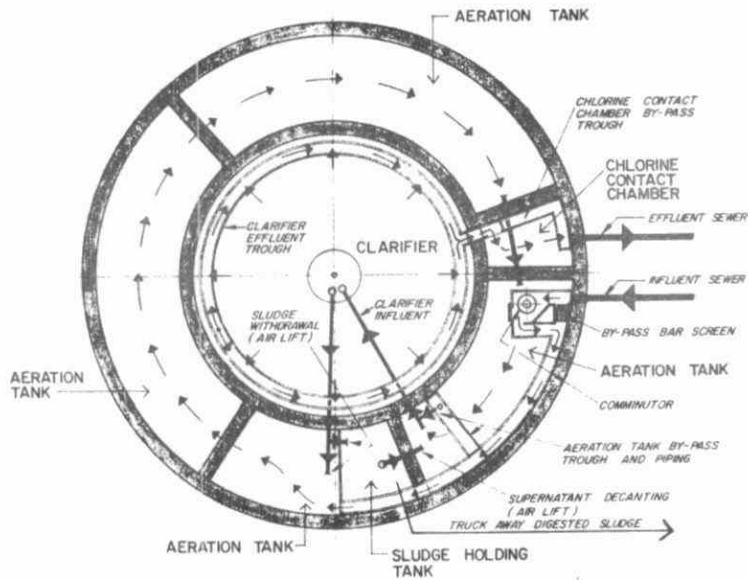 AERATION TANK
CHLORINE CONTACT
CHAMBER BY-PASS
TROUGH
CHLORINE
CONTACT
CHAMBER
EFFLUENT SEWER
CLARIFIER
EFFLUENT
TROUGH
CLARIFIER
INFLUENT SEWER
SLUDGE
WITHDRAWAL
(AIR LIFT)
CLARIFIER
INFLUENT
BY-PASS BAR SCREEN
AERATION
TANK
AERATION TANK
COMMINUTOR
AERATION TANK BY-PASS
TROUGH AND PIPING
SUPERNATANT DECANTING
(AIR LIFT)
TRUCK AWAY DIGESTED SLUDGE
AERATION TANK
SLUDGE HOLDING
TANK